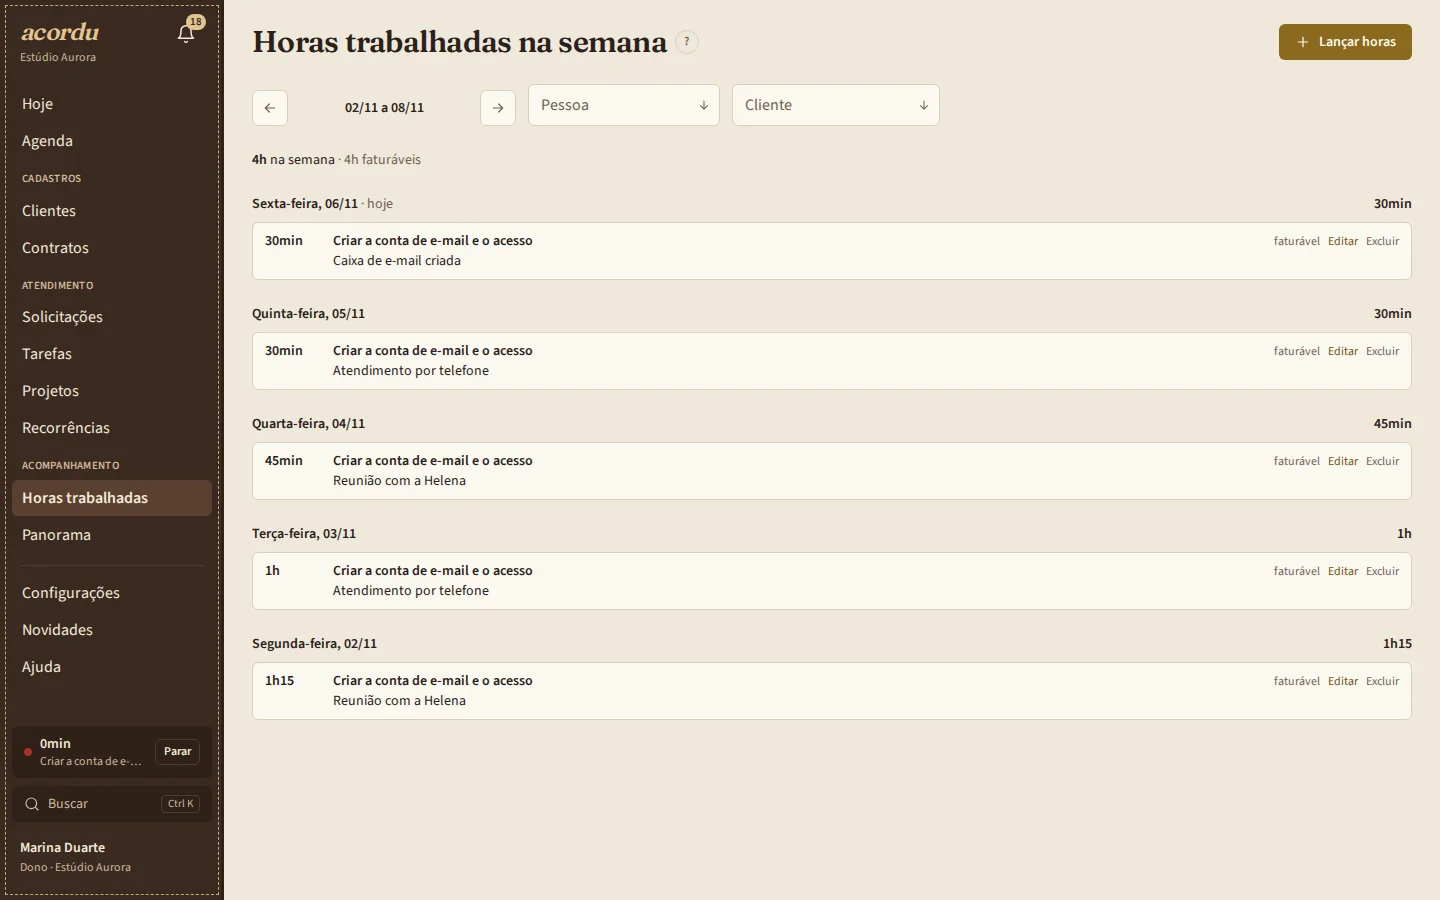 acordu
18
Estúdio Aurora
Hoje
Agenda
CADASTROS
Clientes
Contratos
ATENDIMENTO
Solicitações
Tarefas
Projetos
Recorrências
ACOMPANHAMENTO
Horas trabalhadas
Panorama
Configurações
Novidades
Ajuda
0min
Criar a conta de e-…
Parar
Buscar
Ctrl K
Marina Duarte
Dono · Estúdio Aurora
Horas trabalhadas na semana ?
+ Lançar horas
← 02/11 a 08/11 → Pessoa ↓ Cliente ↓
4h na semana · 4h faturáveis
Sexta-feira, 06/11 · hoje 30min
30min Criar a conta de e-mail e o acesso faturável Editar Excluir
Caixa de e-mail criada
Quinta-feira, 05/11 30min
30min Criar a conta de e-mail e o acesso faturável Editar Excluir
Atendimento por telefone
Quarta-feira, 04/11 45min
45min Criar a conta de e-mail e o acesso faturável Editar Excluir
Reunião com a Helena
Terça-feira, 03/11 1h
1h Criar a conta de e-mail e o acesso faturável Editar Excluir
Atendimento por telefone
Segunda-feira, 02/11 1h15
1h15 Criar a conta de e-mail e o acesso faturável Editar Excluir
Reunião com a Helena